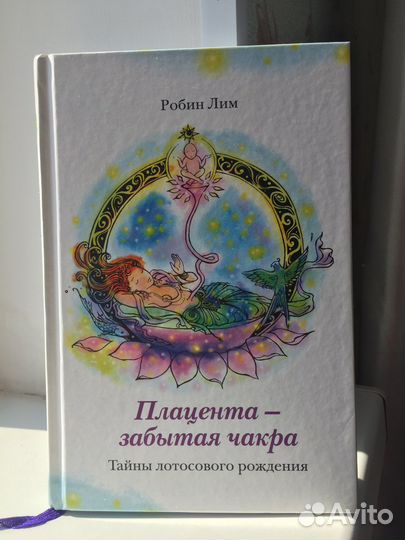 Робин Лим
Плацента –
забытая чакра
Тайны лотосового рождения
Avito